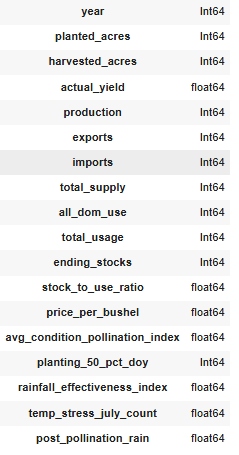 year Int64
planted_acres Int64
harvested_acres Int64
actual_yield float64
production Int64
exports Int64
imports Int64
total_supply Int64
all_dom_use Int64
total_usage Int64
ending_stocks Int64
stock_to_use_ratio float64
price_per_bushel float64
avg_condition_pollination_index float64
planting_50_pct_doy Int64
rainfall_effectiveness_index float64
temp_stress_july_count float64
post_pollination_rain float64